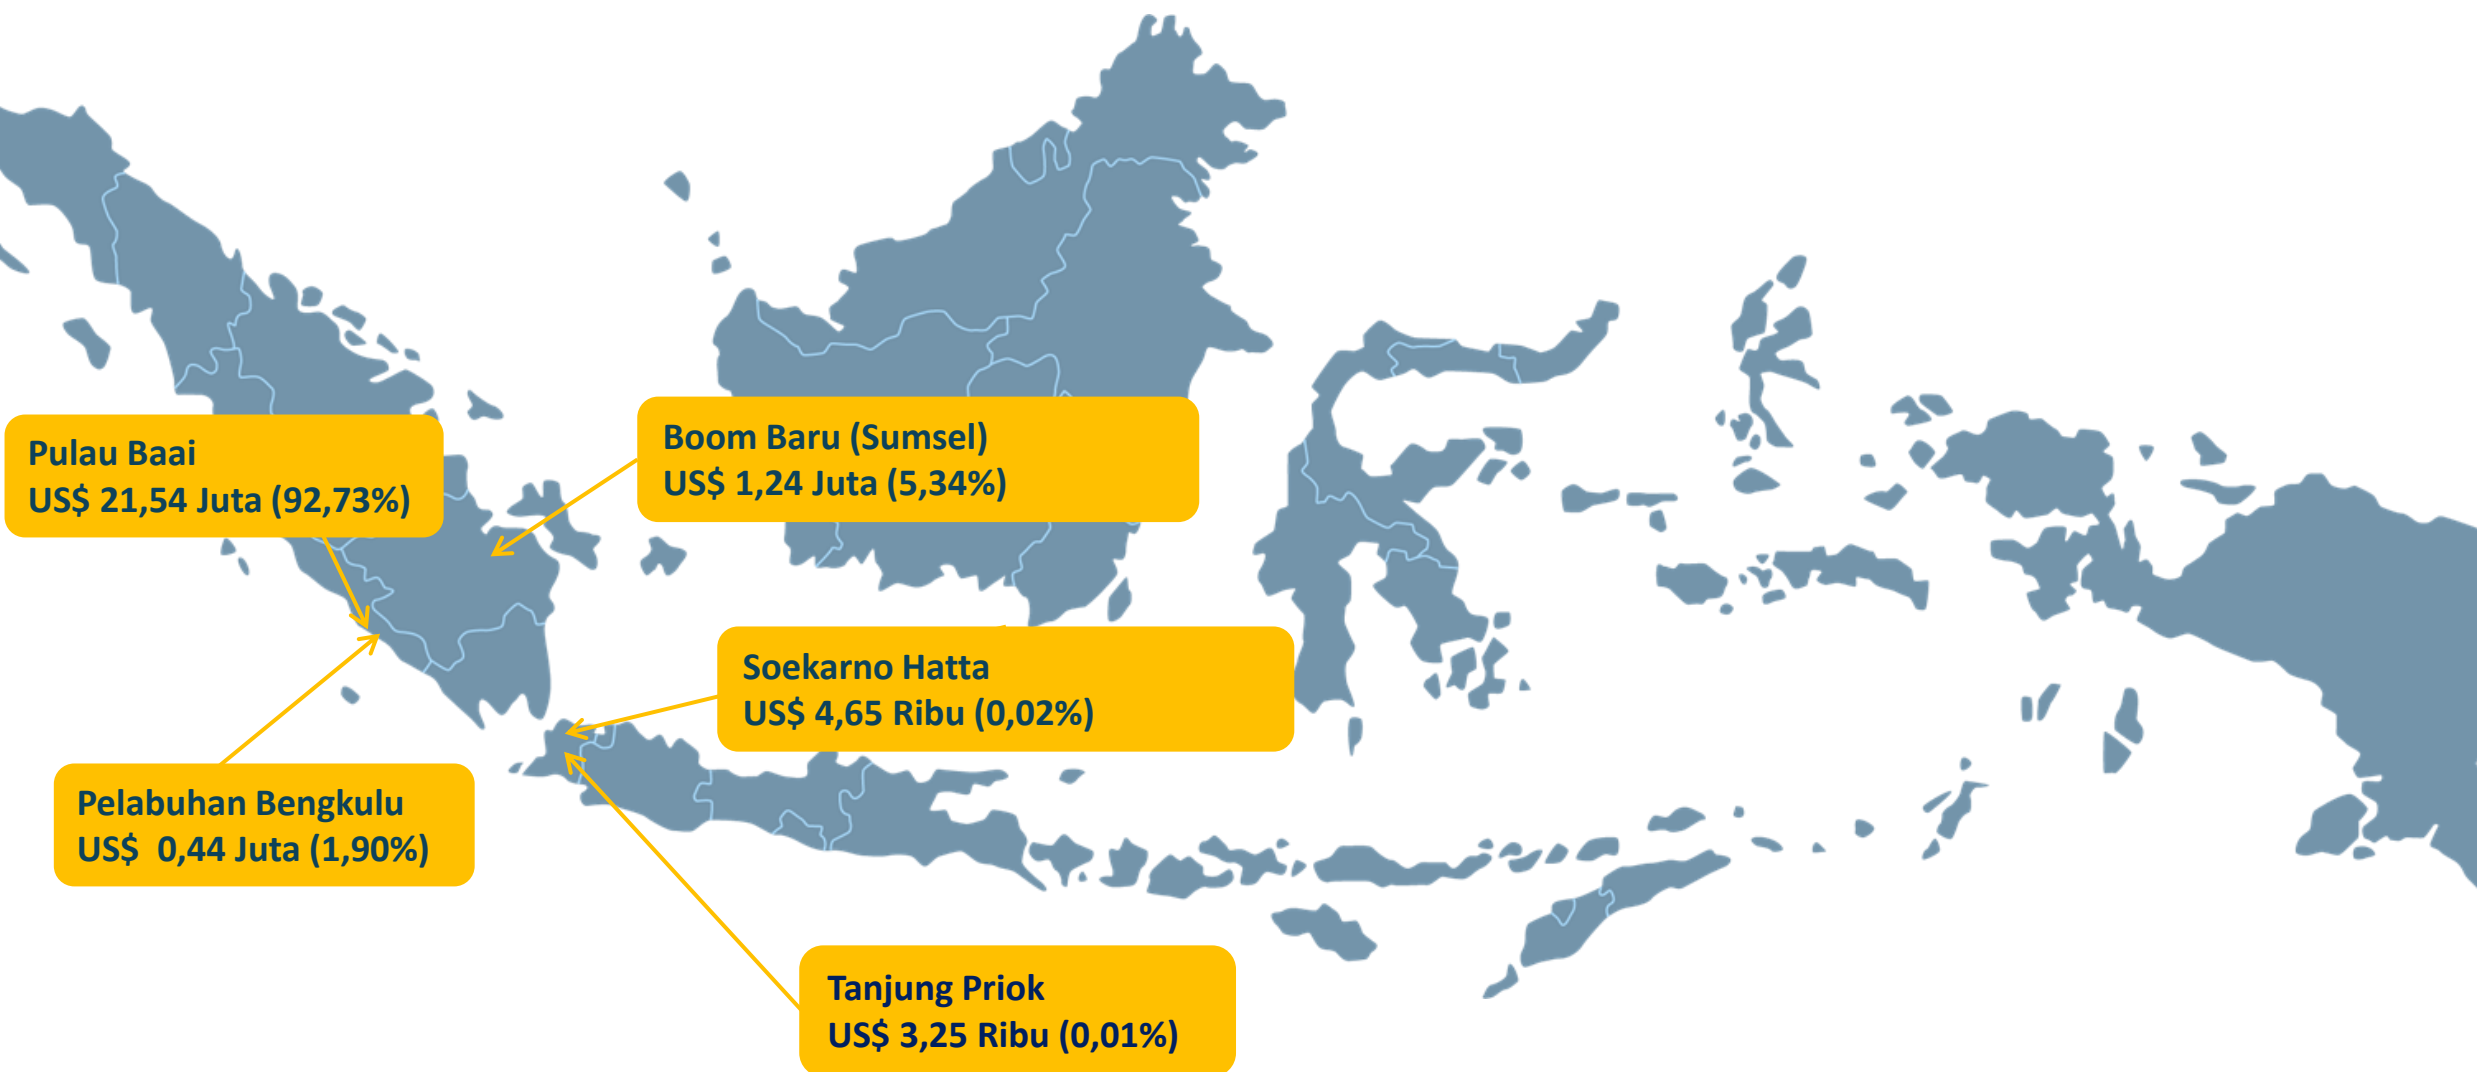 Pulau Baai
US$ 21,54 Juta (92,73%)
Boom Baru (Sumsel)
US$ 1,24 Juta (5,34%)
Soekarno Hatta
US$ 4,65 Ribu (0,02%)
Pelabuhan Bengkulu
US$  0,44 Juta (1,90%)
Tanjung Priok
US$ 3,25 Ribu (0,01%)